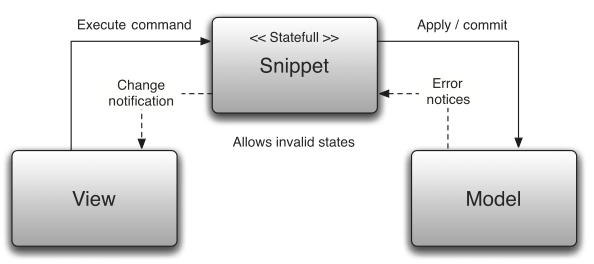 Execute command
<< Statefull >>
Snippet
Apply / commit
Change
notification
Error
notices
Allows invalid states
View
Model